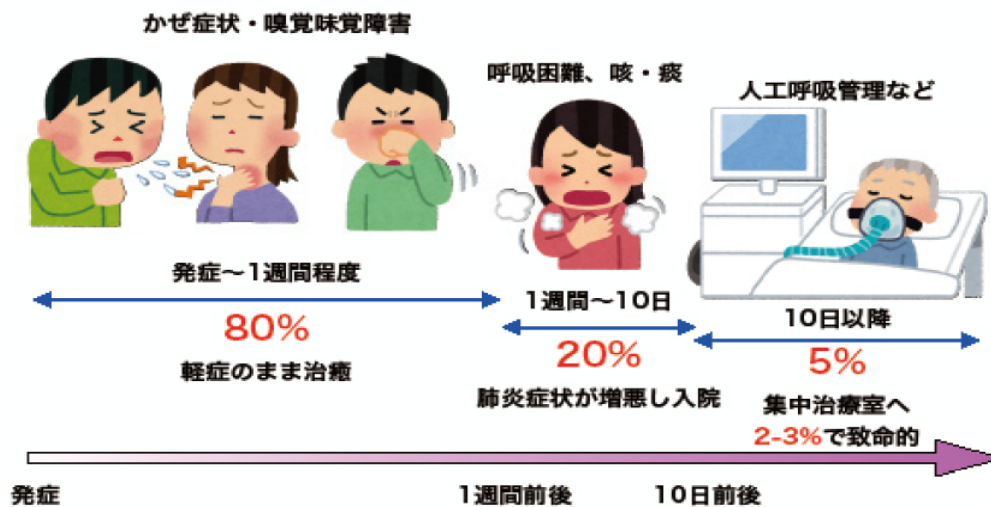 かぜ症状・嗅覚味覚障害
呼吸困難、咳・痰
人工呼吸管理など
発症〜1週間程度
80%
軽症のまま治癒
1週間〜10日
20%
肺炎症状が増悪し入院
10日以降
5%
集中治療室へ
2-3%で致命的
発症
1週間前後
10日前後